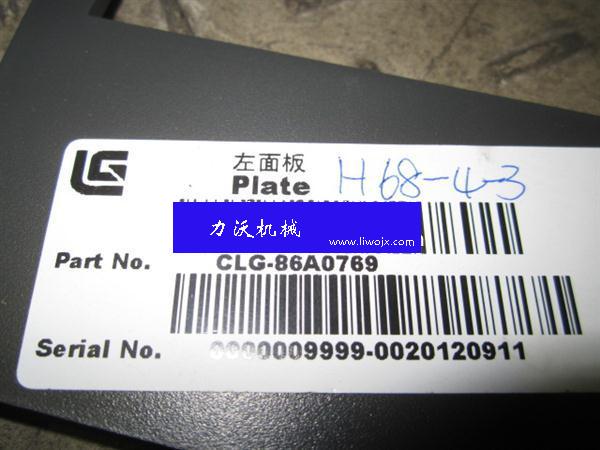 左面板
Plate H68-4-3
力沃机械
www.liwojx.com
Part No. CLG-86A0769
Serial No. 0000009999-0020120911